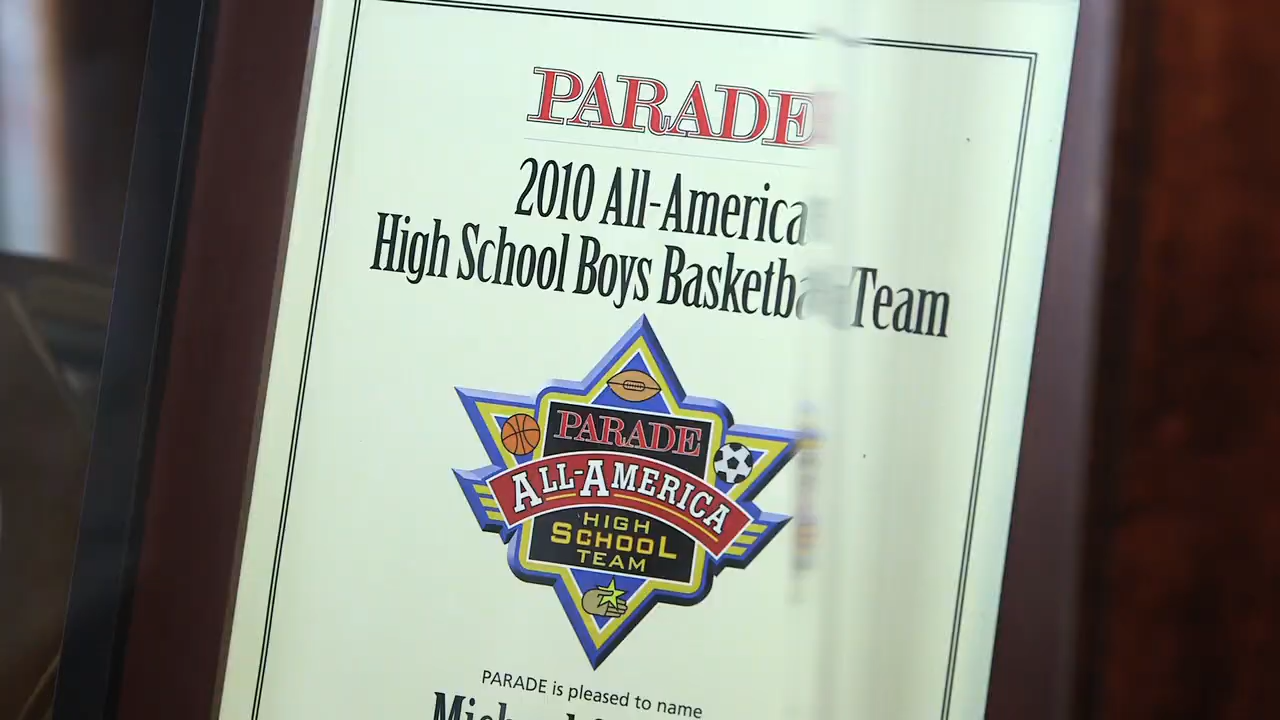 PARADE
2010 All-America
High School Boys Basketba Team
PARADE
ALL-AMERICA
HIGH
SCHOOL
TEAM
PARADE is pleased to name